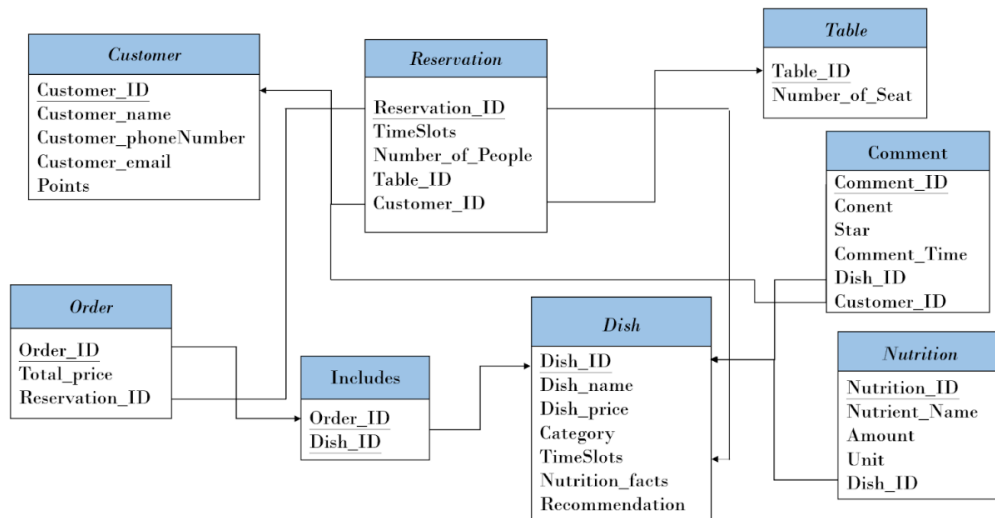 Customer
Customer_ID
Customer_name
Customer_phoneNumber
Customer_email
Points
Reservation
Reservation_ID
TimeSlots
Number_of_People
Table_ID
Customer_ID
Table
Table_ID
Number_of_Seat
Comment
Comment_ID
Conent
Star
Comment_Time
Dish_ID
Customer_ID
Order
Order_ID
Total_price
Reservation_ID
Includes
Order_ID
Dish_ID
Dish
Dish_ID
Dish_name
Dish_price
Category
TimeSlots
Nutrition_facts
Recommendation
Nutrition
Nutrition_ID
Nutrient_Name
Amount
Unit
Dish_ID